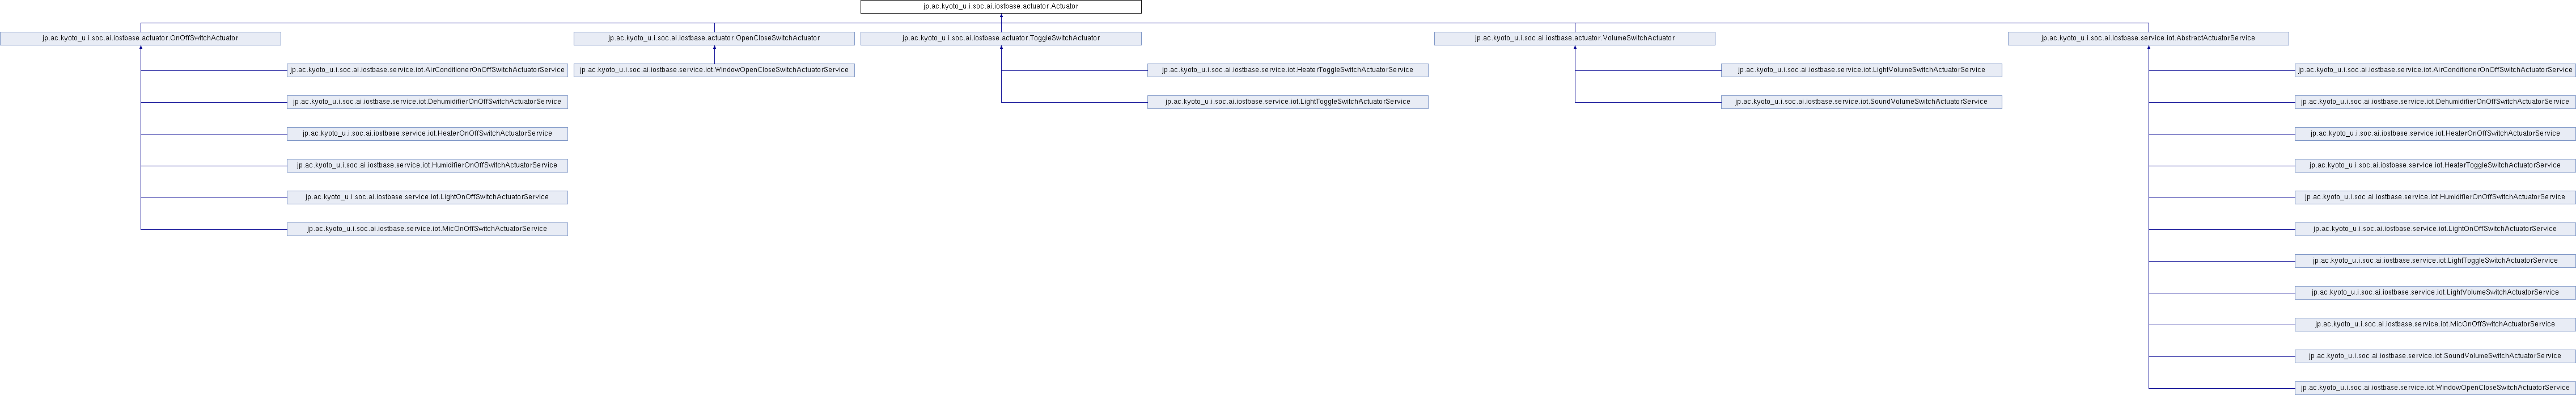 jp.ac.kyoto_u.i.soc.ai.iostbase.actuator.Actuator
jp.ac.kyoto_u.i.soc.ai.iostbase.actuator.OnOffSwitchActuator
jp.ac.kyoto_u.i.soc.ai.iostbase.actuator.OpenCloseSwitchActuator
jp.ac.kyoto_u.i.soc.ai.iostbase.actuator.ToggleSwitchActuator
jp.ac.kyoto_u.i.soc.ai.iostbase.actuator.VolumeSwitchActuator
jp.ac.kyoto_u.i.soc.ai.iostbase.service.iot.AbstractActuatorService
jp.ac.kyoto_u.i.soc.ai.iostbase.service.iot.AirConditionerOnOffSwitchActuatorService
jp.ac.kyoto_u.i.soc.ai.iostbase.service.iot.WindowOpenCloseSwitchActuatorService
jp.ac.kyoto_u.i.soc.ai.iostbase.service.iot.HeaterToggleSwitchActuatorService
jp.ac.kyoto_u.i.soc.ai.iostbase.service.iot.LightVolumeSwitchActuatorService
jp.ac.kyoto_u.i.soc.ai.iostbase.service.iot.AirConditionerOnOffSwitchActuatorService
jp.ac.kyoto_u.i.soc.ai.iostbase.service.iot.DehumidifierOnOffSwitchActuatorService
jp.ac.kyoto_u.i.soc.ai.iostbase.service.iot.LightToggleSwitchActuatorService
jp.ac.kyoto_u.i.soc.ai.iostbase.service.iot.SoundVolumeSwitchActuatorService
jp.ac.kyoto_u.i.soc.ai.iostbase.service.iot.DehumidifierOnOffSwitchActuatorService
jp.ac.kyoto_u.i.soc.ai.iostbase.service.iot.HeaterOnOffSwitchActuatorService
jp.ac.kyoto_u.i.soc.ai.iostbase.service.iot.HeaterOnOffSwitchActuatorService
jp.ac.kyoto_u.i.soc.ai.iostbase.service.iot.HumidifierOnOffSwitchActuatorService
jp.ac.kyoto_u.i.soc.ai.iostbase.service.iot.HeaterToggleSwitchActuatorService
jp.ac.kyoto_u.i.soc.ai.iostbase.service.iot.LightOnOffSwitchActuatorService
jp.ac.kyoto_u.i.soc.ai.iostbase.service.iot.HumidifierOnOffSwitchActuatorService
jp.ac.kyoto_u.i.soc.ai.iostbase.service.iot.MicOnOffSwitchActuatorService
jp.ac.kyoto_u.i.soc.ai.iostbase.service.iot.LightOnOffSwitchActuatorService
jp.ac.kyoto_u.i.soc.ai.iostbase.service.iot.LightToggleSwitchActuatorService
jp.ac.kyoto_u.i.soc.ai.iostbase.service.iot.LightVolumeSwitchActuatorService
jp.ac.kyoto_u.i.soc.ai.iostbase.service.iot.MicOnOffSwitchActuatorService
jp.ac.kyoto_u.i.soc.ai.iostbase.service.iot.SoundVolumeSwitchActuatorService
jp.ac.kyoto_u.i.soc.ai.iostbase.service.iot.WindowOpenCloseSwitchActuatorService